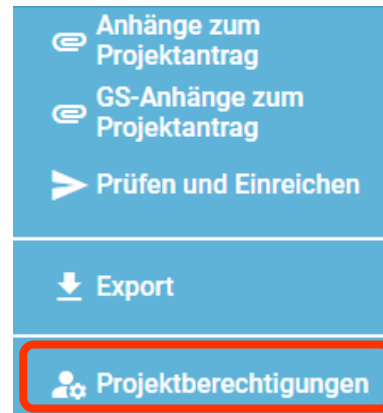 Anhänge zum
Projektantrag
GS-Anhänge zum
Projektantrag
Prüfen und Einreichen
Export
Projektberechtigungen